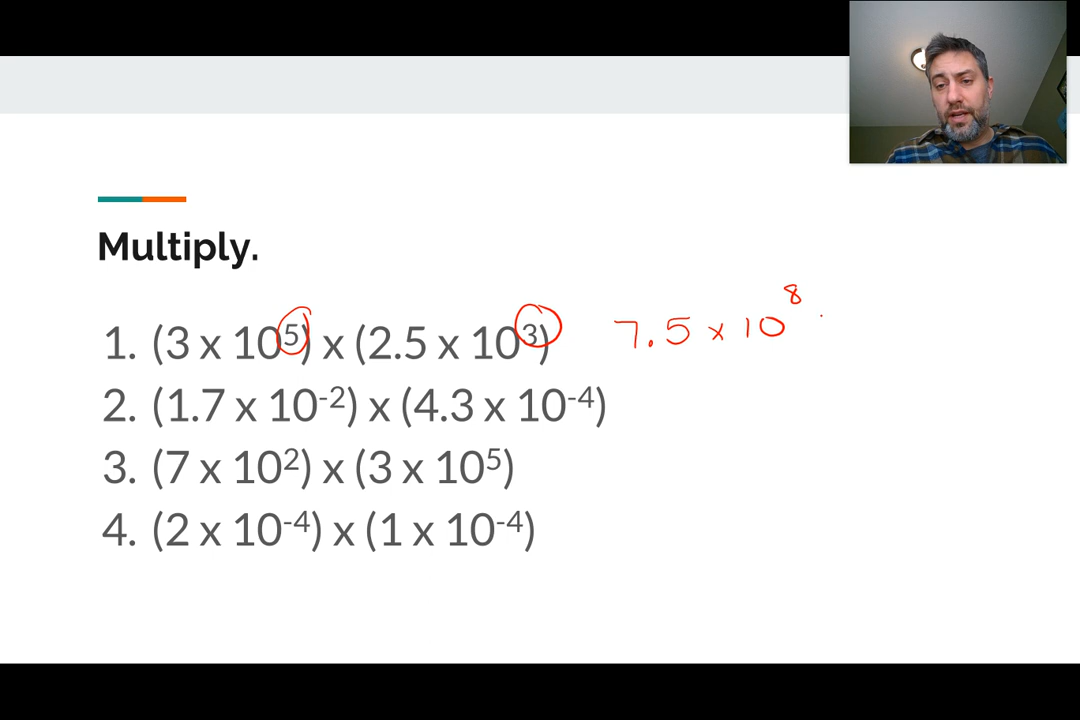 Multiply.
1. (3 x 10⁵) x (2.5 x 10³) 7.5 x 10⁸
2. (1.7 x 10⁻²) x (4.3 x 10⁻⁴)
3. (7 x 10²) x (3 x 10⁵)
4. (2 x 10⁻⁴) x (1 x 10⁻⁴)